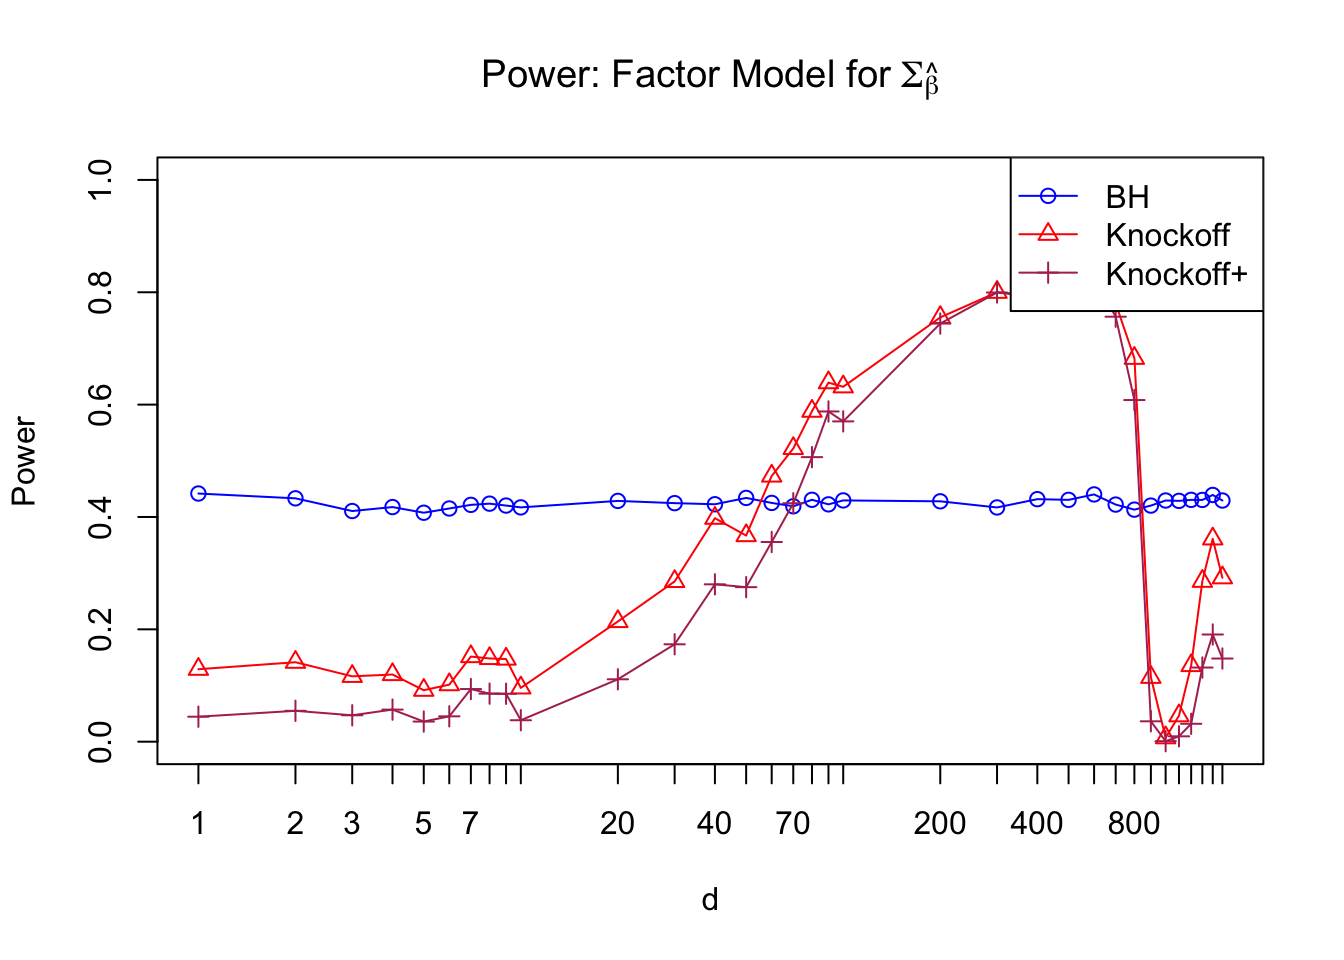 Power: Factor Model for Σβ̂
BH
Knockoff
Knockoff+
Power
1.0
0.8
0.6
0.4
0.2
0.0
1 2 3 5 7 20 40 70 200 400 800
d